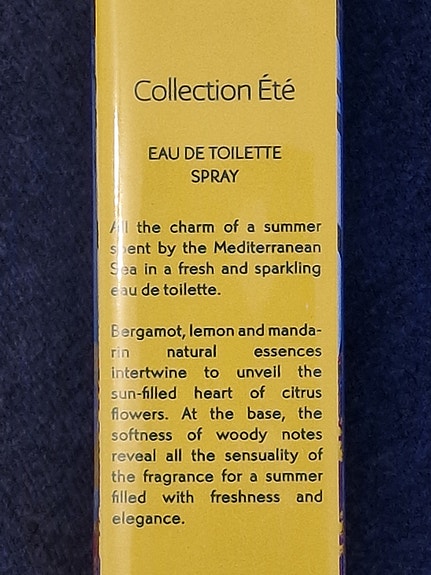 Collection Été
EAU DE TOILETTE
SPRAY
All the charm of a summer
spent by the Mediterranean
Sea in a fresh and sparkling
eau de toilette.
Bergamot, lemon and manda-
rin natural essences
intertwine to unveil the
sun-filled heart of citrus
flowers. At the base, the
softness of woody notes
reveal all the sensuality of
the fragrance for a summer
filled with freshness and
elegance.